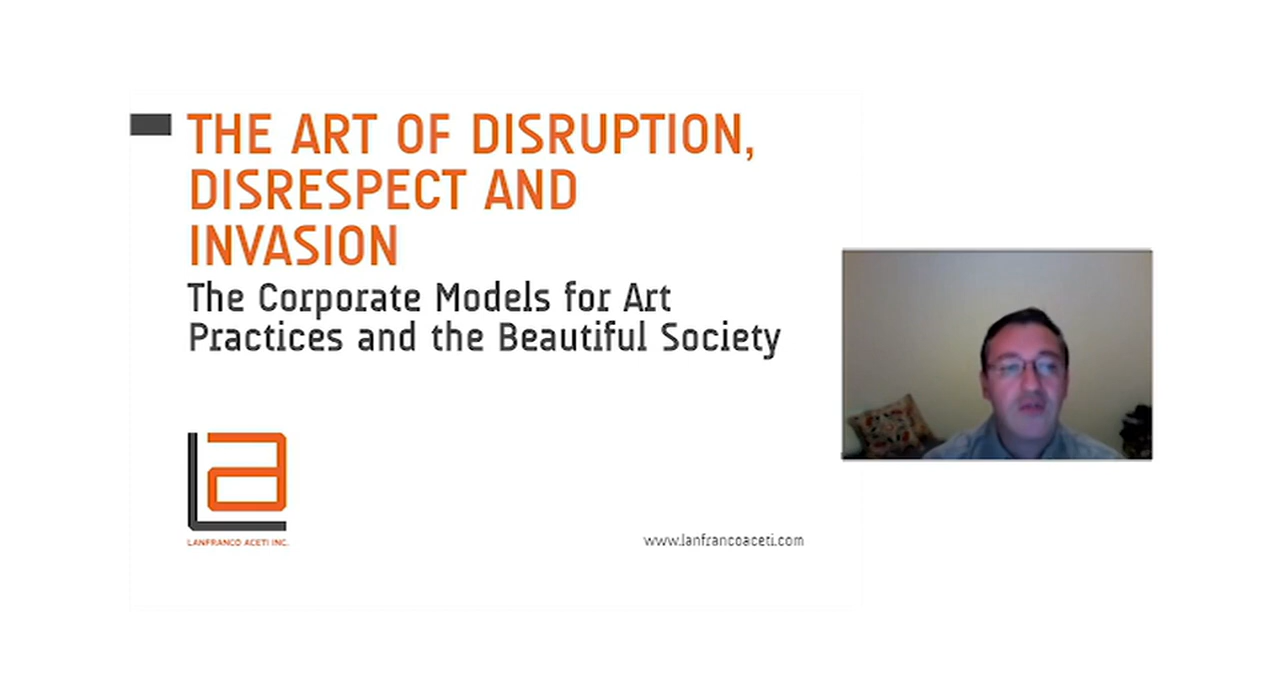 THE ART OF DISRUPTION,
DISRESPECT AND
INVASION
The Corporate Models for Art
Practices and the Beautiful Society
La
LANFRANCO ACETI INC.
www.lanfrancoaceti.com